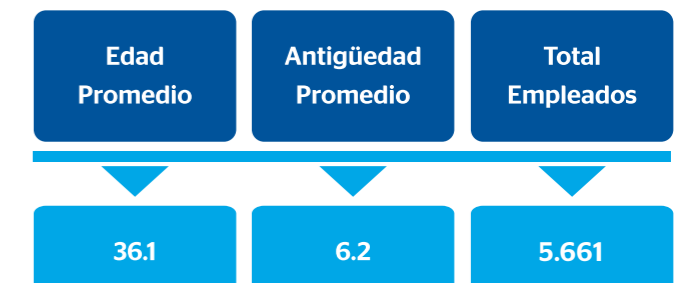 Edad
Promedio
Antigüedad
Promedio
Total
Empleados
36.1
6.2
5.661